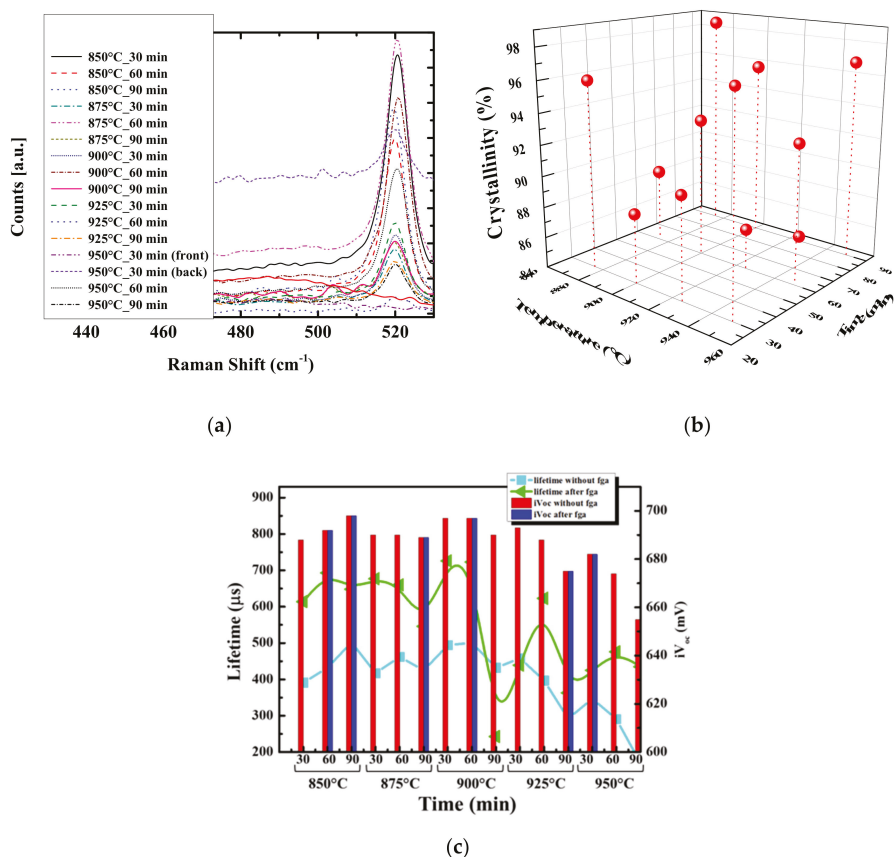 850°C_30 min
850°C_60 min
850°C_90 min
875°C_30 min
875°C_60 min
875°C_90 min
900°C_30 min
900°C_60 min
900°C_90 min
925°C_30 min
925°C_60 min
925°C_90 min
950°C_30 min (front)
950°C_30 min (back)
950°C_60 min
950°C_90 min
Counts [a.u.]
440 460 480 500 520
Raman Shift (cm⁻¹)
(a)
Crystallinity (%)
98
96
94
92
90
88
86
84
880
900
920
940
960
Temperature (°C)
20
30
40
50
60
70
80
90
(b)
lifetime without fga
lifetime after fga
iVoc without fga
iVoc after fga
Lifetime (µs)
900
800
700
600
500
400
300
200
iVoc (mV)
700
680
660
640
620
600
30 60 90 30 60 90 30 60 90 30 60 90 30 60 90
850°C 875°C 900°C 925°C 950°C
Time (min)
(c)